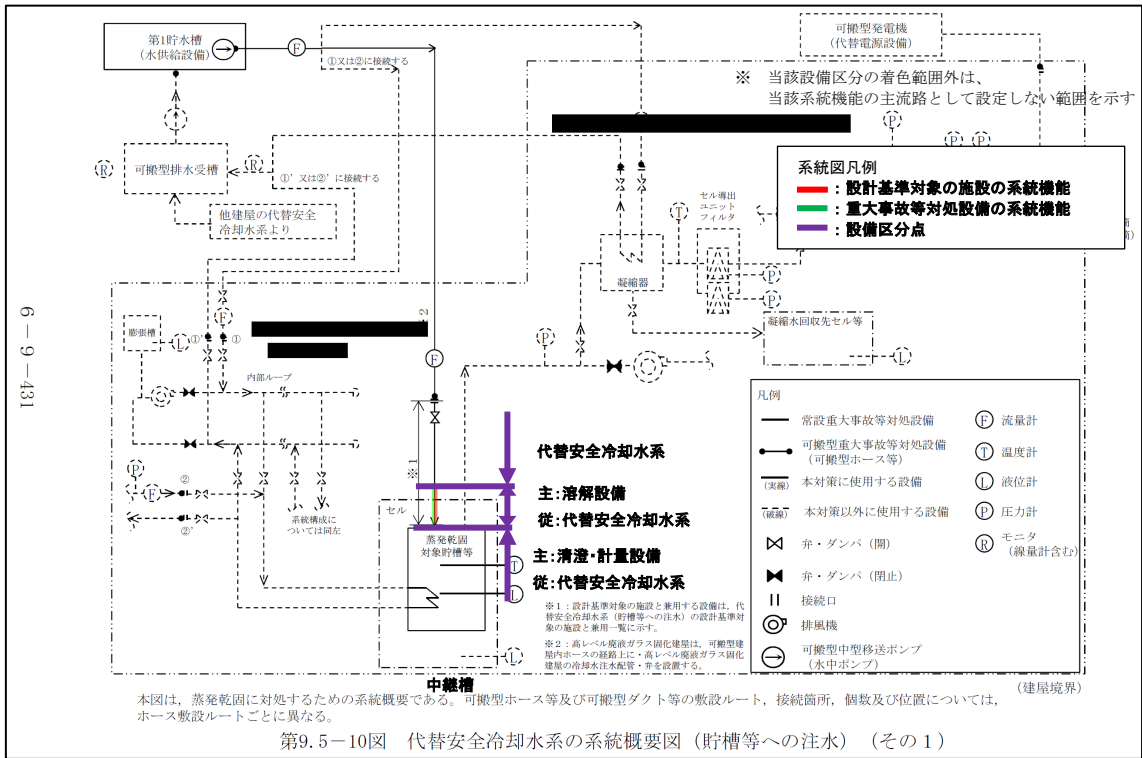 第1貯水槽
(水供給設備)
F
①又は②に接続する
可搬型発電機
(代替電源設備)
※ 当該設備区分の着色範囲外は、
当該系統機能の主流路として設定しない範囲を示す
P
P
P
系統図凡例
：設計基準対象の施設の系統機能
：重大事故等対処設備の系統機能
：設備区分点
R
可搬型排水受槽
R
①’又は②’に接続する
他建屋の代替安全
冷却水系より
セル導出
ユニット
フィルタ
T
凝縮器
P
P
凝縮水回収先セル等
L
6－9－431
膨張槽
L
①’
F
①
2
内部ループ
F
P
P
F
②
②’
系統構成に
ついては同左
※1
セル
蒸発乾固
対象貯槽等
T
L
L
代替安全冷却水系
主：溶解設備
従：代替安全冷却水系
主：清澄・計量設備
従：代替安全冷却水系
※1：設計基準対象の施設と兼用する設備は，代
替安全冷却水系（貯槽等への注水）の設計基準対
象の施設と兼用一覧に示す。
※2：高レベル廃液ガラス固化建屋は，可搬型建
屋内ホースの経路上に・高レベル廃液ガラス固化
建屋の冷却水注水配管・弁を設置する。
中継槽
凡例
常設重大事故等対処設備
可搬型重大事故等対処設備
（可搬型ホース等）
(実線)
本対策に使用する設備
(破線)
本対策以外に使用する設備
弁・ダンパ（開）
弁・ダンパ（閉止）
接続口
排風機
可搬型中型移送ポンプ
（水中ポンプ）
F 流量計
T 温度計
L 液位計
P 圧力計
R モニタ
（線量計含む）
(建屋境界)
本図は，蒸発乾固に対処するための系統概要である。可搬型ホース等及び可搬型ダクト等の敷設ルート，接続箇所，個数及び位置については，
ホース敷設ルートごとに異なる。
第9.5－10図 代替安全冷却水系の系統概要図（貯槽等への注水）（その１）